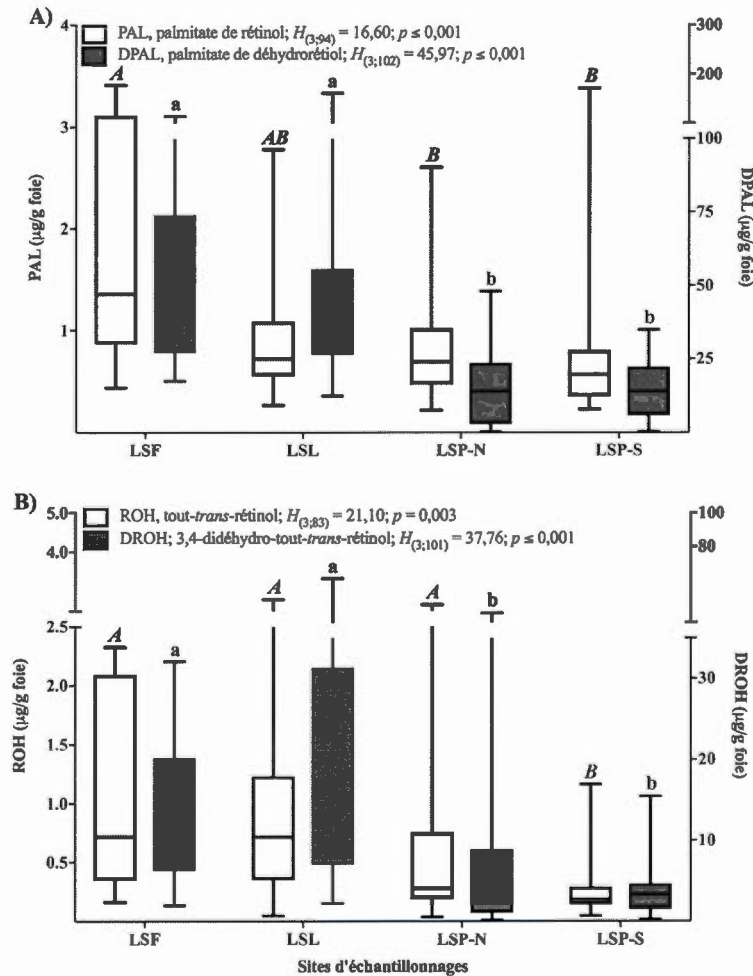 A)
PAL, palmitate de rétinol; H(3;94) = 16,60; p ≤ 0,001
DPAL, palmitate de déhydrorétiol; H(3;102) = 45,97; p ≤ 0,001
4
3
2
1
PAL (µg/g foie)
300
200
100
75
50
25
DPAL (µg/g foie)
A a AB a B b B b
LSF LSL LSP-N LSP-S
B)
ROH, tout-trans-rétinol; H(3;83) = 21,10; p = 0,003
DROH; 3,4-didéhydro-tout-trans-rétinol; H(3;101) = 37,76; p ≤ 0,001
5.0
4.0
2.5
2.0
1.5
1.0
0.5
ROH (µg/g foie)
100
80
30
20
10
DROH (µg/g foie)
A a A a A b B b
LSF LSL LSP-N LSP-S
Sites d'échantillonnages